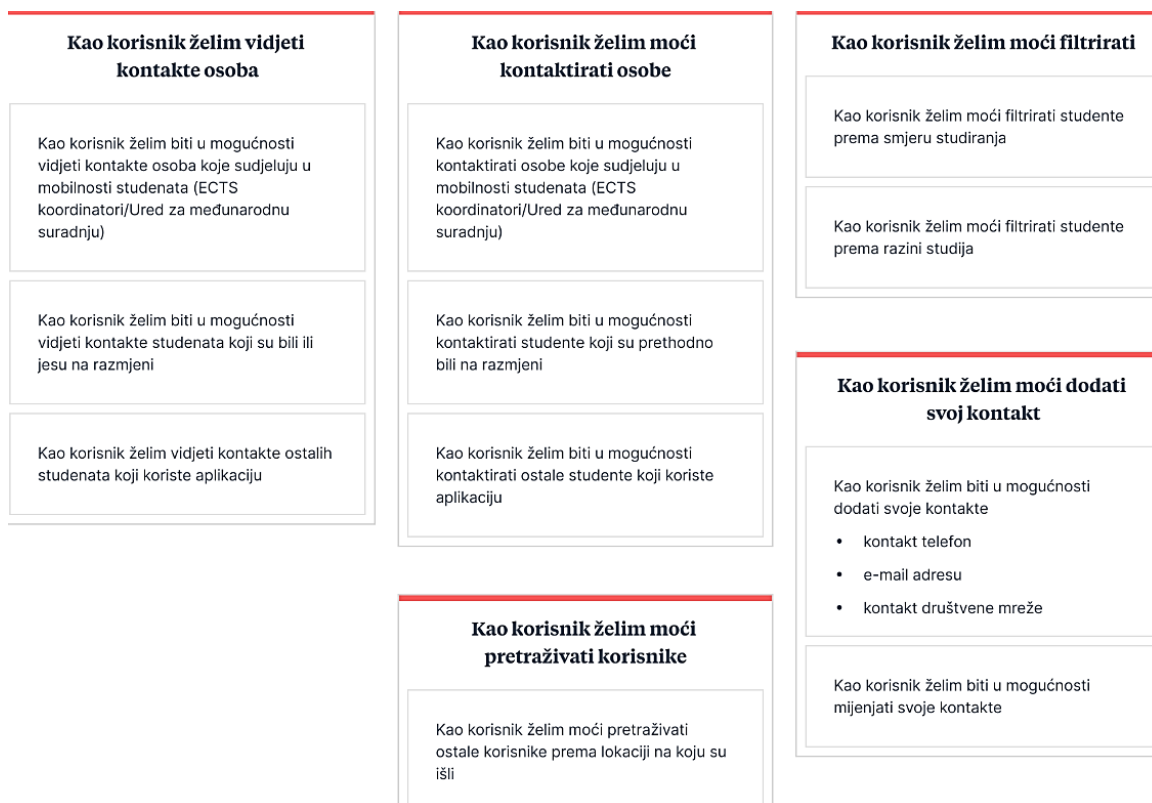 Kao korisnik želim vidjeti
kontakte osoba
Kao korisnik želim biti u mogućnosti
vidjeti kontakte osoba koje sudjeluju u
mobilnosti studenata (ECTS
koordinatori/Ured za međunarodnu
suradnju)
Kao korisnik želim biti u mogućnosti
vidjeti kontakte studenata koji su bili ili
jesu na razmjeni
Kao korisnik želim vidjeti kontakte ostalih
studenata koji koriste aplikaciju
Kao korisnik želim moći
kontaktirati osobe
Kao korisnik želim biti u mogućnosti
kontaktirati osobe koje sudjeluju u
mobilnosti studenata (ECTS
koordinatori/Ured za međunarodnu
suradnju)
Kao korisnik želim biti u mogućnosti
kontaktirati studente koji su prethodno
bili na razmjeni
Kao korisnik želim biti u mogućnosti
kontaktirati ostale studente koji koriste
aplikaciju
Kao korisnik želim moći
pretraživati korisnike
Kao korisnik želim moći pretraživati
ostale korisnike prema lokaciji na koju su
išli
Kao korisnik želim moći filtrirati
Kao korisnik želim moći filtrirati studente
prema smjeru studiranja
Kao korisnik želim moći filtrirati studente
prema razini studija
Kao korisnik želim moći dodati
svoj kontakt
Kao korisnik želim biti u mogućnosti
dodati svoje kontakte
• kontakt telefon
• e-mail adresu
• kontakt društvene mreže
Kao korisnik želim biti u mogućnosti
mijenjati svoje kontakte